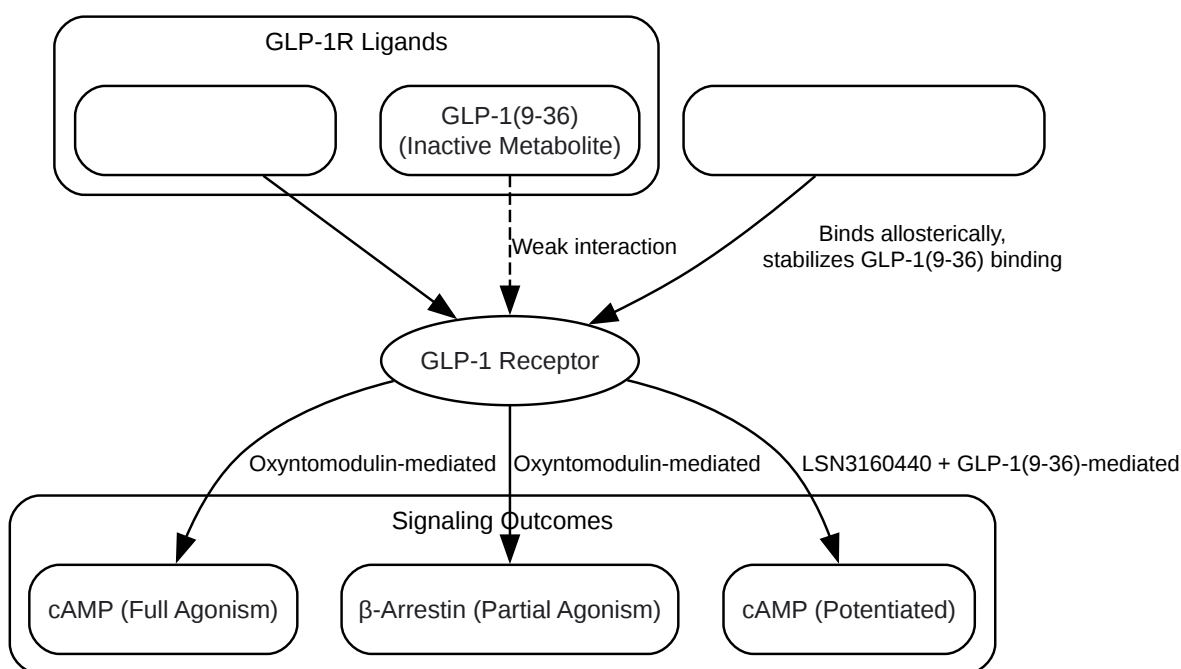 GLP-1R Ligands
GLP-1(9-36)
(Inactive Metabolite)
Weak interaction
Binds allosterically,
stabilizes GLP-1(9-36) binding
GLP-1 Receptor
Oxyntomodulin-mediated
Oxyntomodulin-mediated
LSN3160440 + GLP-1(9-36)-mediated
Signaling Outcomes
cAMP (Full Agonism)
β-Arrestin (Partial Agonism)
cAMP (Potentiated)